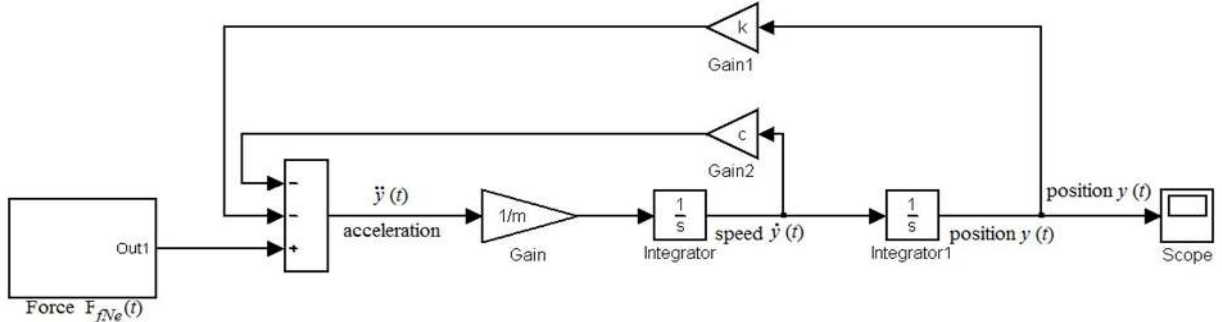 k
Gain1
c
Gain2
−
−
+
ÿ (t)
acceleration
1/m
Gain
1
s
Integrator
speed ẏ (t)
1
s
Integrator1
position y (t)
position y (t)
Scope
Out1
Force F_fNe(t)